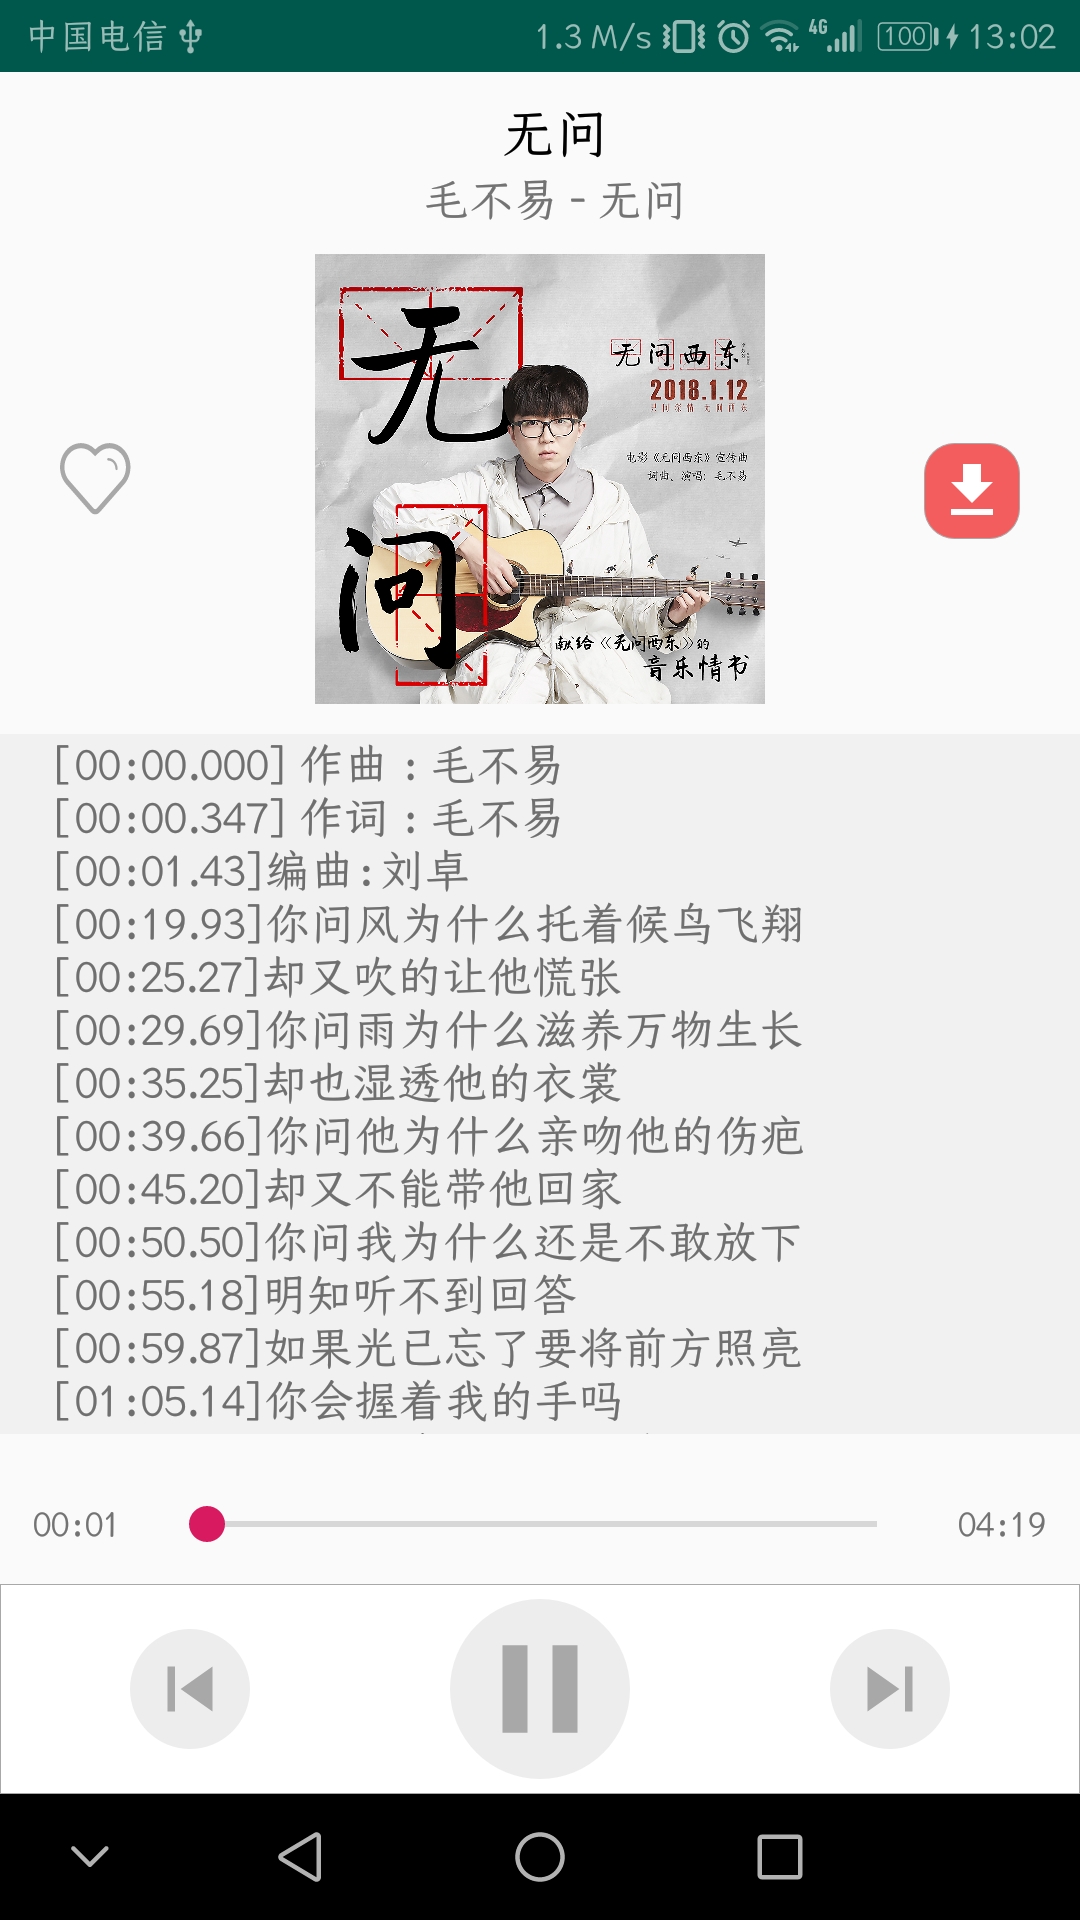 中国电信 1.3 M/s 4G 100 13:02
无问
毛不易 - 无问
无
问
无问西东
2018.1.12
电影《无问西东》宣传曲
词曲、演唱: 毛不易
献给《无问西东》的
音乐情书
[00:00.000] 作曲 : 毛不易
[00:00.347] 作词 : 毛不易
[00:01.43]编曲:刘卓
[00:19.93]你问风为什么托着候鸟飞翔
[00:25.27]却又吹的让他慌张
[00:29.69]你问雨为什么滋养万物生长
[00:35.25]却也湿透他的衣裳
[00:39.66]你问他为什么亲吻他的伤疤
[00:45.20]却又不能带他回家
[00:50.50]你问我为什么还是不敢放下
[00:55.18]明知听不到回答
[00:59.87]如果光已忘了要将前方照亮
[01:05.14]你会握着我的手吗
00:01 04:19